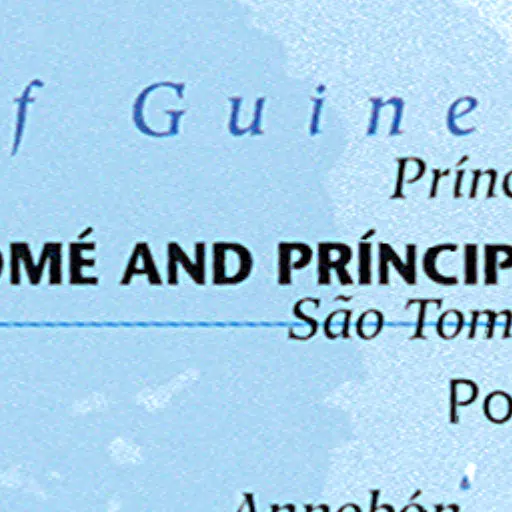 f Guine
Prínc
OMÉ AND PRÍNCIP
São Tom
Po
Annobón